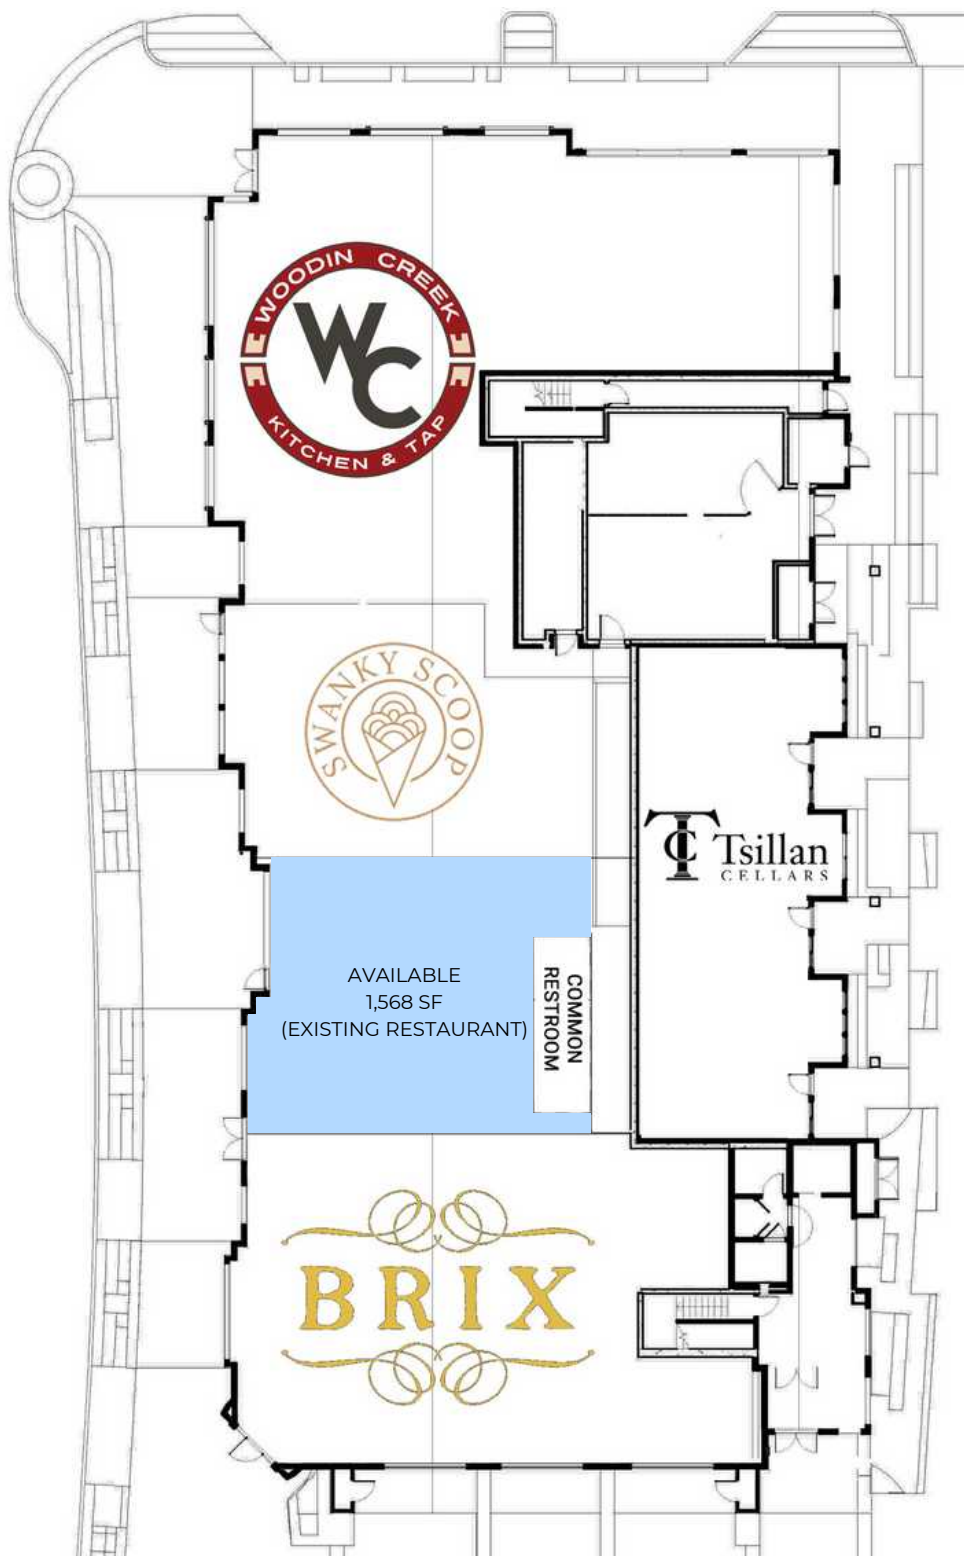 WOODIN CREEK
WC
KITCHEN & TAP
SWANKY SCOOP
TC Tsillan
CELLARS
AVAILABLE
1,568 SF
(EXISTING RESTAURANT)
COMMON
RESTROOM
BRIX